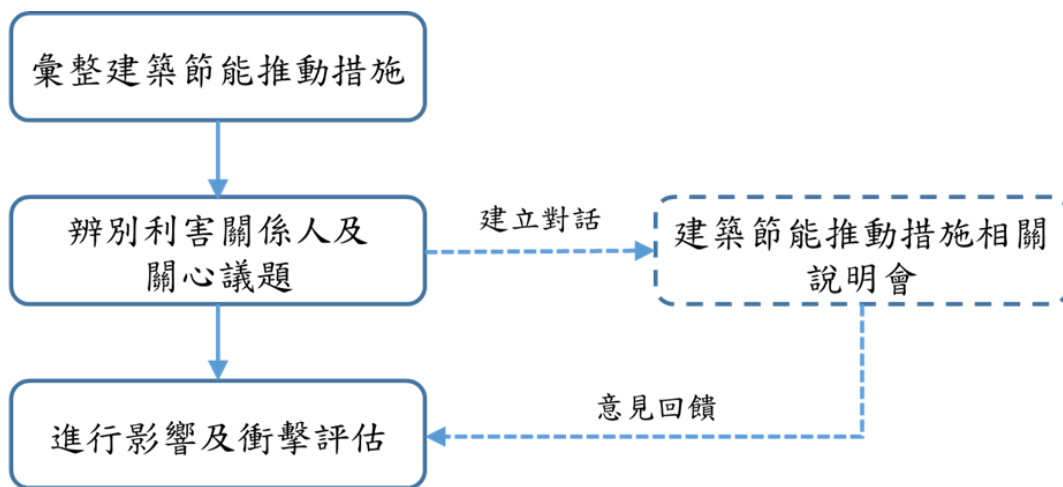 彙整建築節能推動措施
辨別利害關係人及
關心議題
建立對話
建築節能推動措施相關
說明會
意見回饋
進行影響及衝擊評估